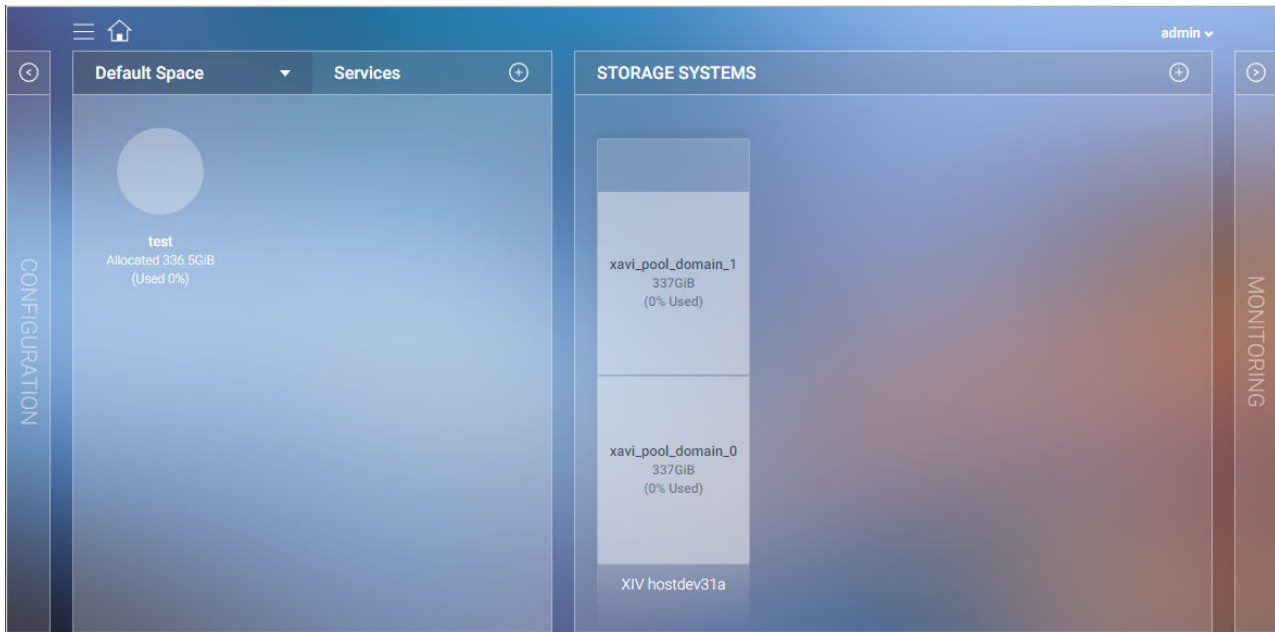 admin
Default Space
Services
STORAGE SYSTEMS
test
Allocated 336.5GiB
(Used 0%)
xavi_pool_domain_1
337GiB
(0% Used)
xavi_pool_domain_0
337GiB
(0% Used)
XIV hostdev31a
CONFIGURATION
MONITORING